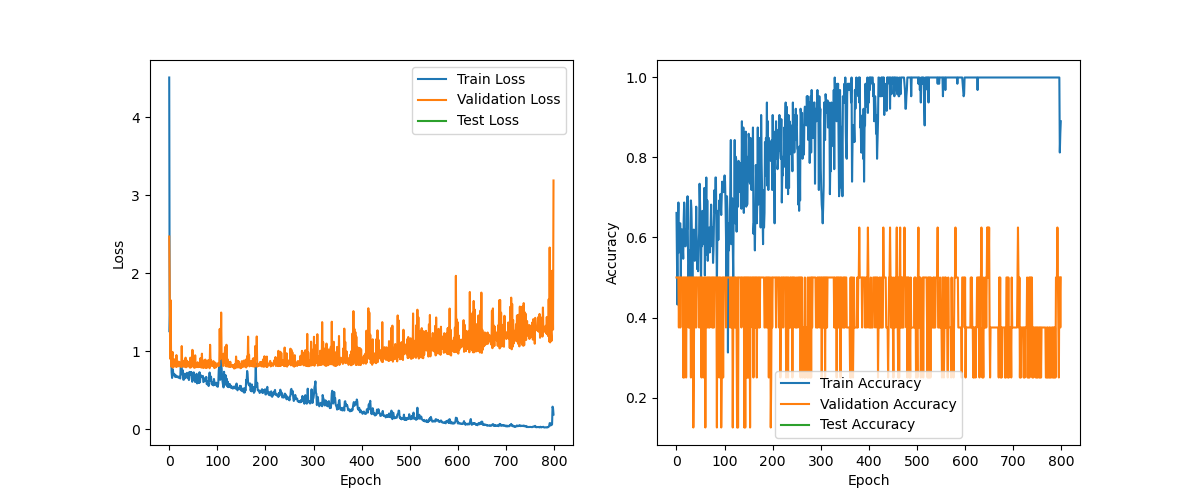 Loss
4
3
2
1
0
0 100 200 300 400 500 600 700 800
Epoch
Train Loss
Validation Loss
Test Loss
Accuracy
1.0
0.8
0.6
0.4
0.2
0 100 200 300 400 500 600 700 800
Epoch
Train Accuracy
Validation Accuracy
Test Accuracy